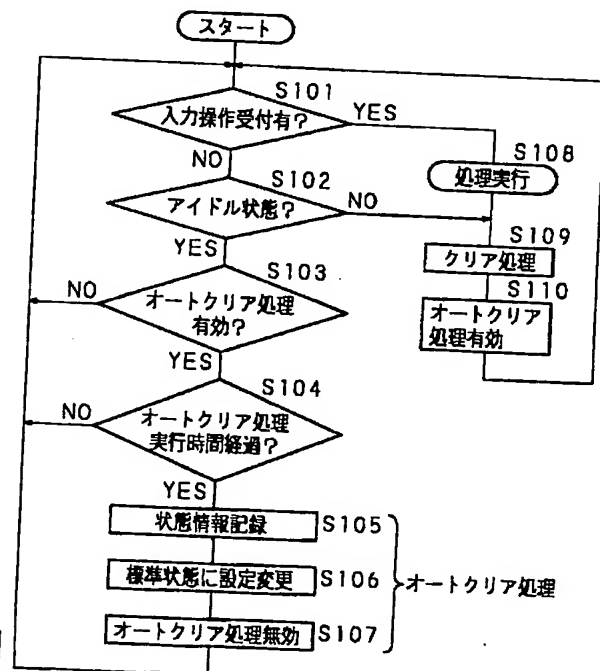 スタート
S101
入力操作受付有?
YES
NO
S108
処理実行
S102
アイドル状態?
NO
YES
S109
クリア処理
S103
オートクリア処理
有効?
NO
YES
S110
オートクリア
処理有効
S104
オートクリア処理
実行時間経過?
NO
YES
状態情報記録
S105
標準状態に設定変更
S106
オートクリア処理
オートクリア処理無効
S107